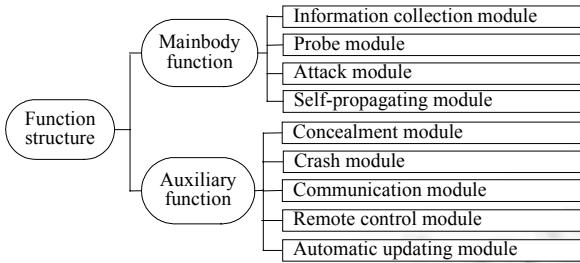 Function
structure
Mainbody
function
Information collection module
Probe module
Attack module
Self-propagating module
Auxiliary
function
Concealment module
Crash module
Communication module
Remote control module
Automatic updating module